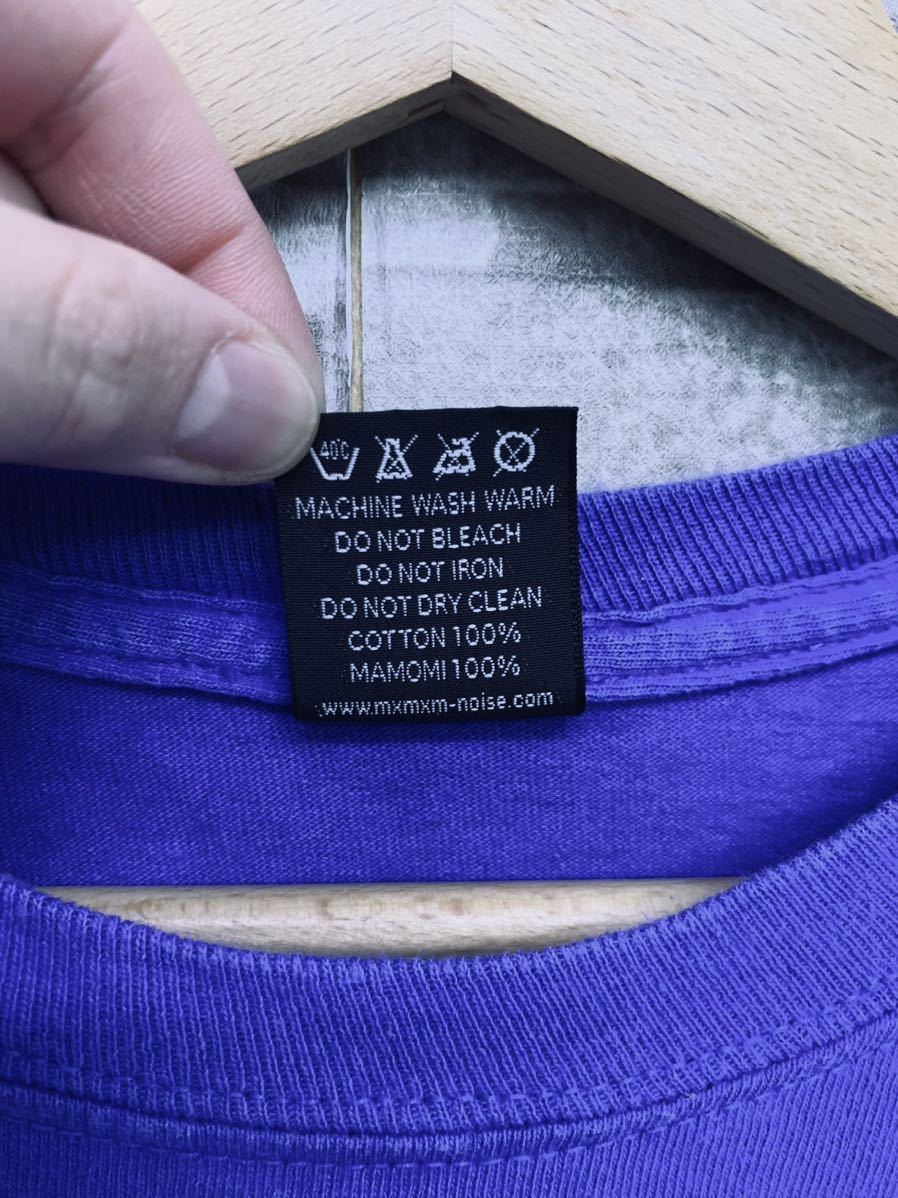 40°C
MACHINE WASH WARM
DO NOT BLEACH
DO NOT IRON
DO NOT DRY CLEAN
COTTON 100%
MAMOMI 100%
www.mxmxm-noise.com